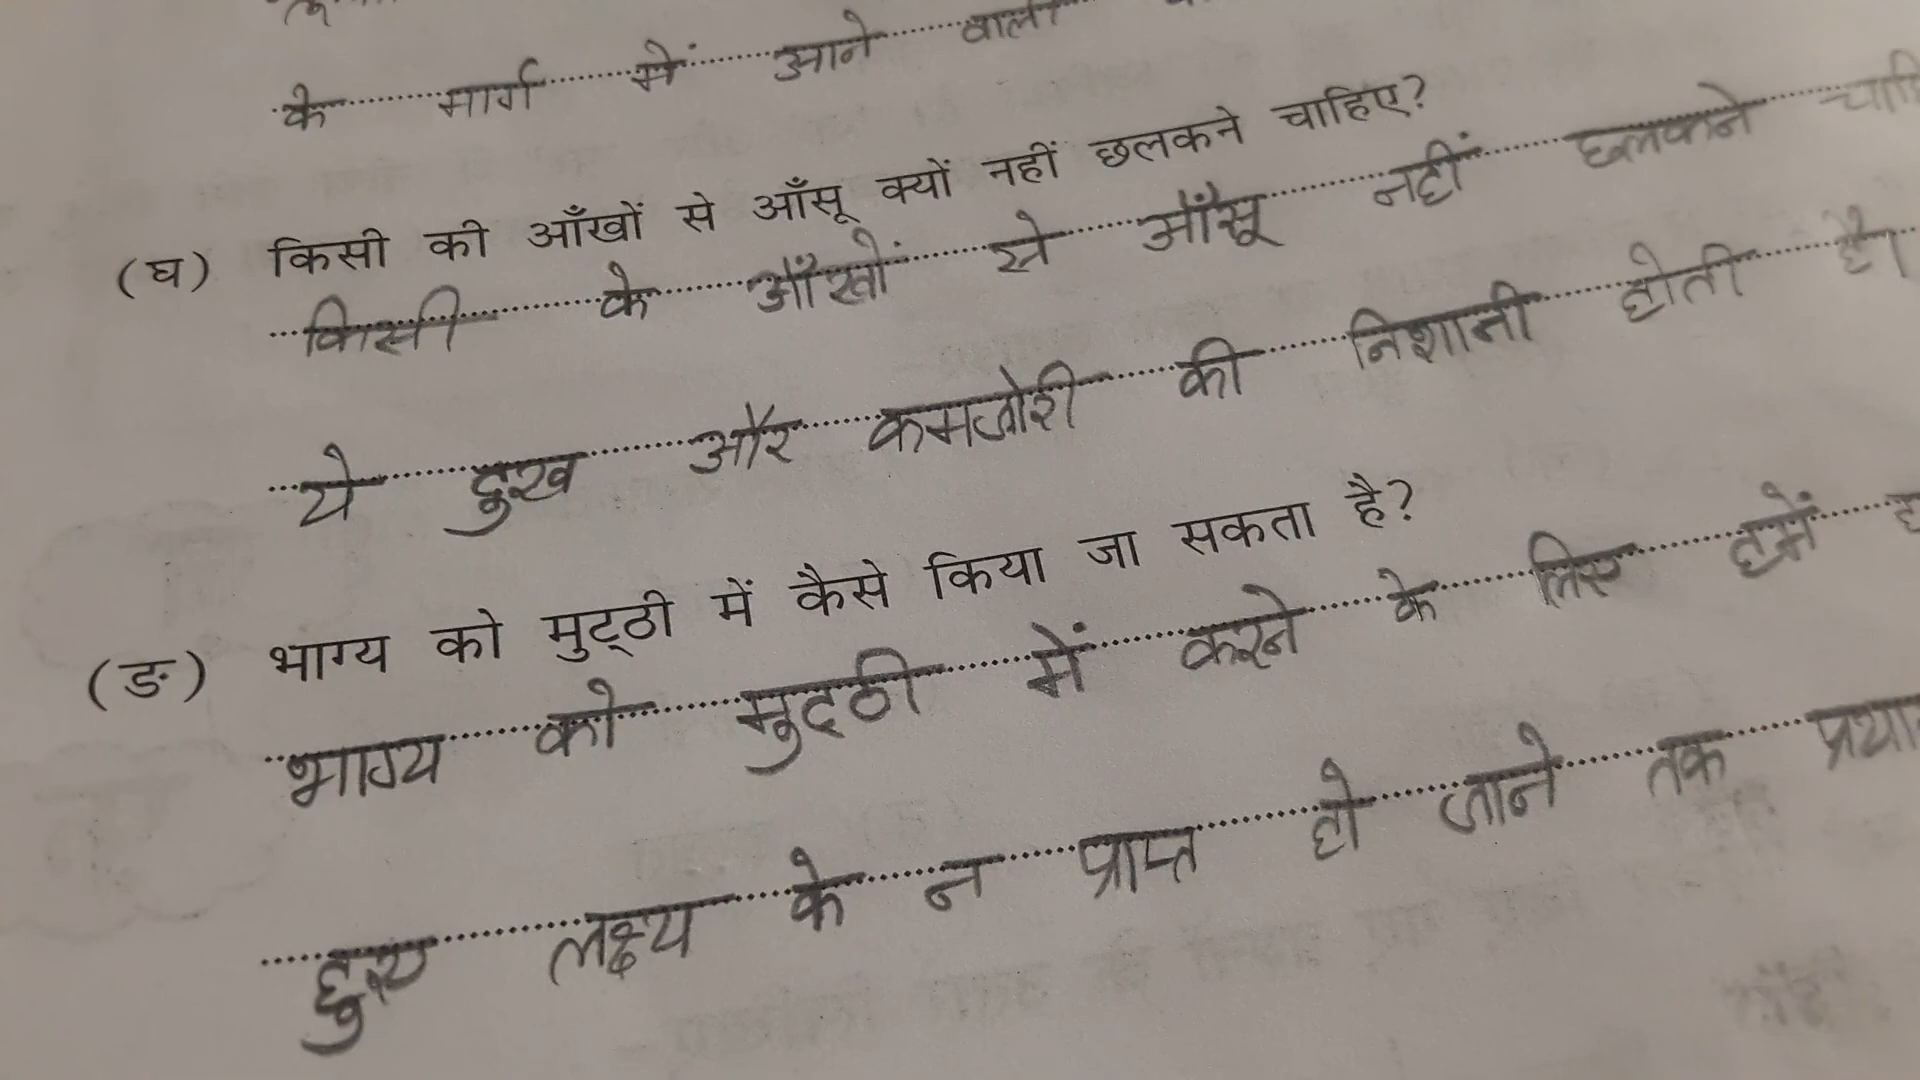 के मार्ग में आने वाली
(घ) किसी की आँखों से आँसू क्यों नहीं छलकने चाहिए?
किसी के आँखों से आँसू नहीं छलकने
ये दुख और कमजोरी की निशानी होती है।
(ङ) भाग्य को मुट्ठी में कैसे किया जा सकता है?
भाग्य को मुट्ठी में करने के लिए हमें
हुए लक्ष्य के न प्राप्त हो जाने तक